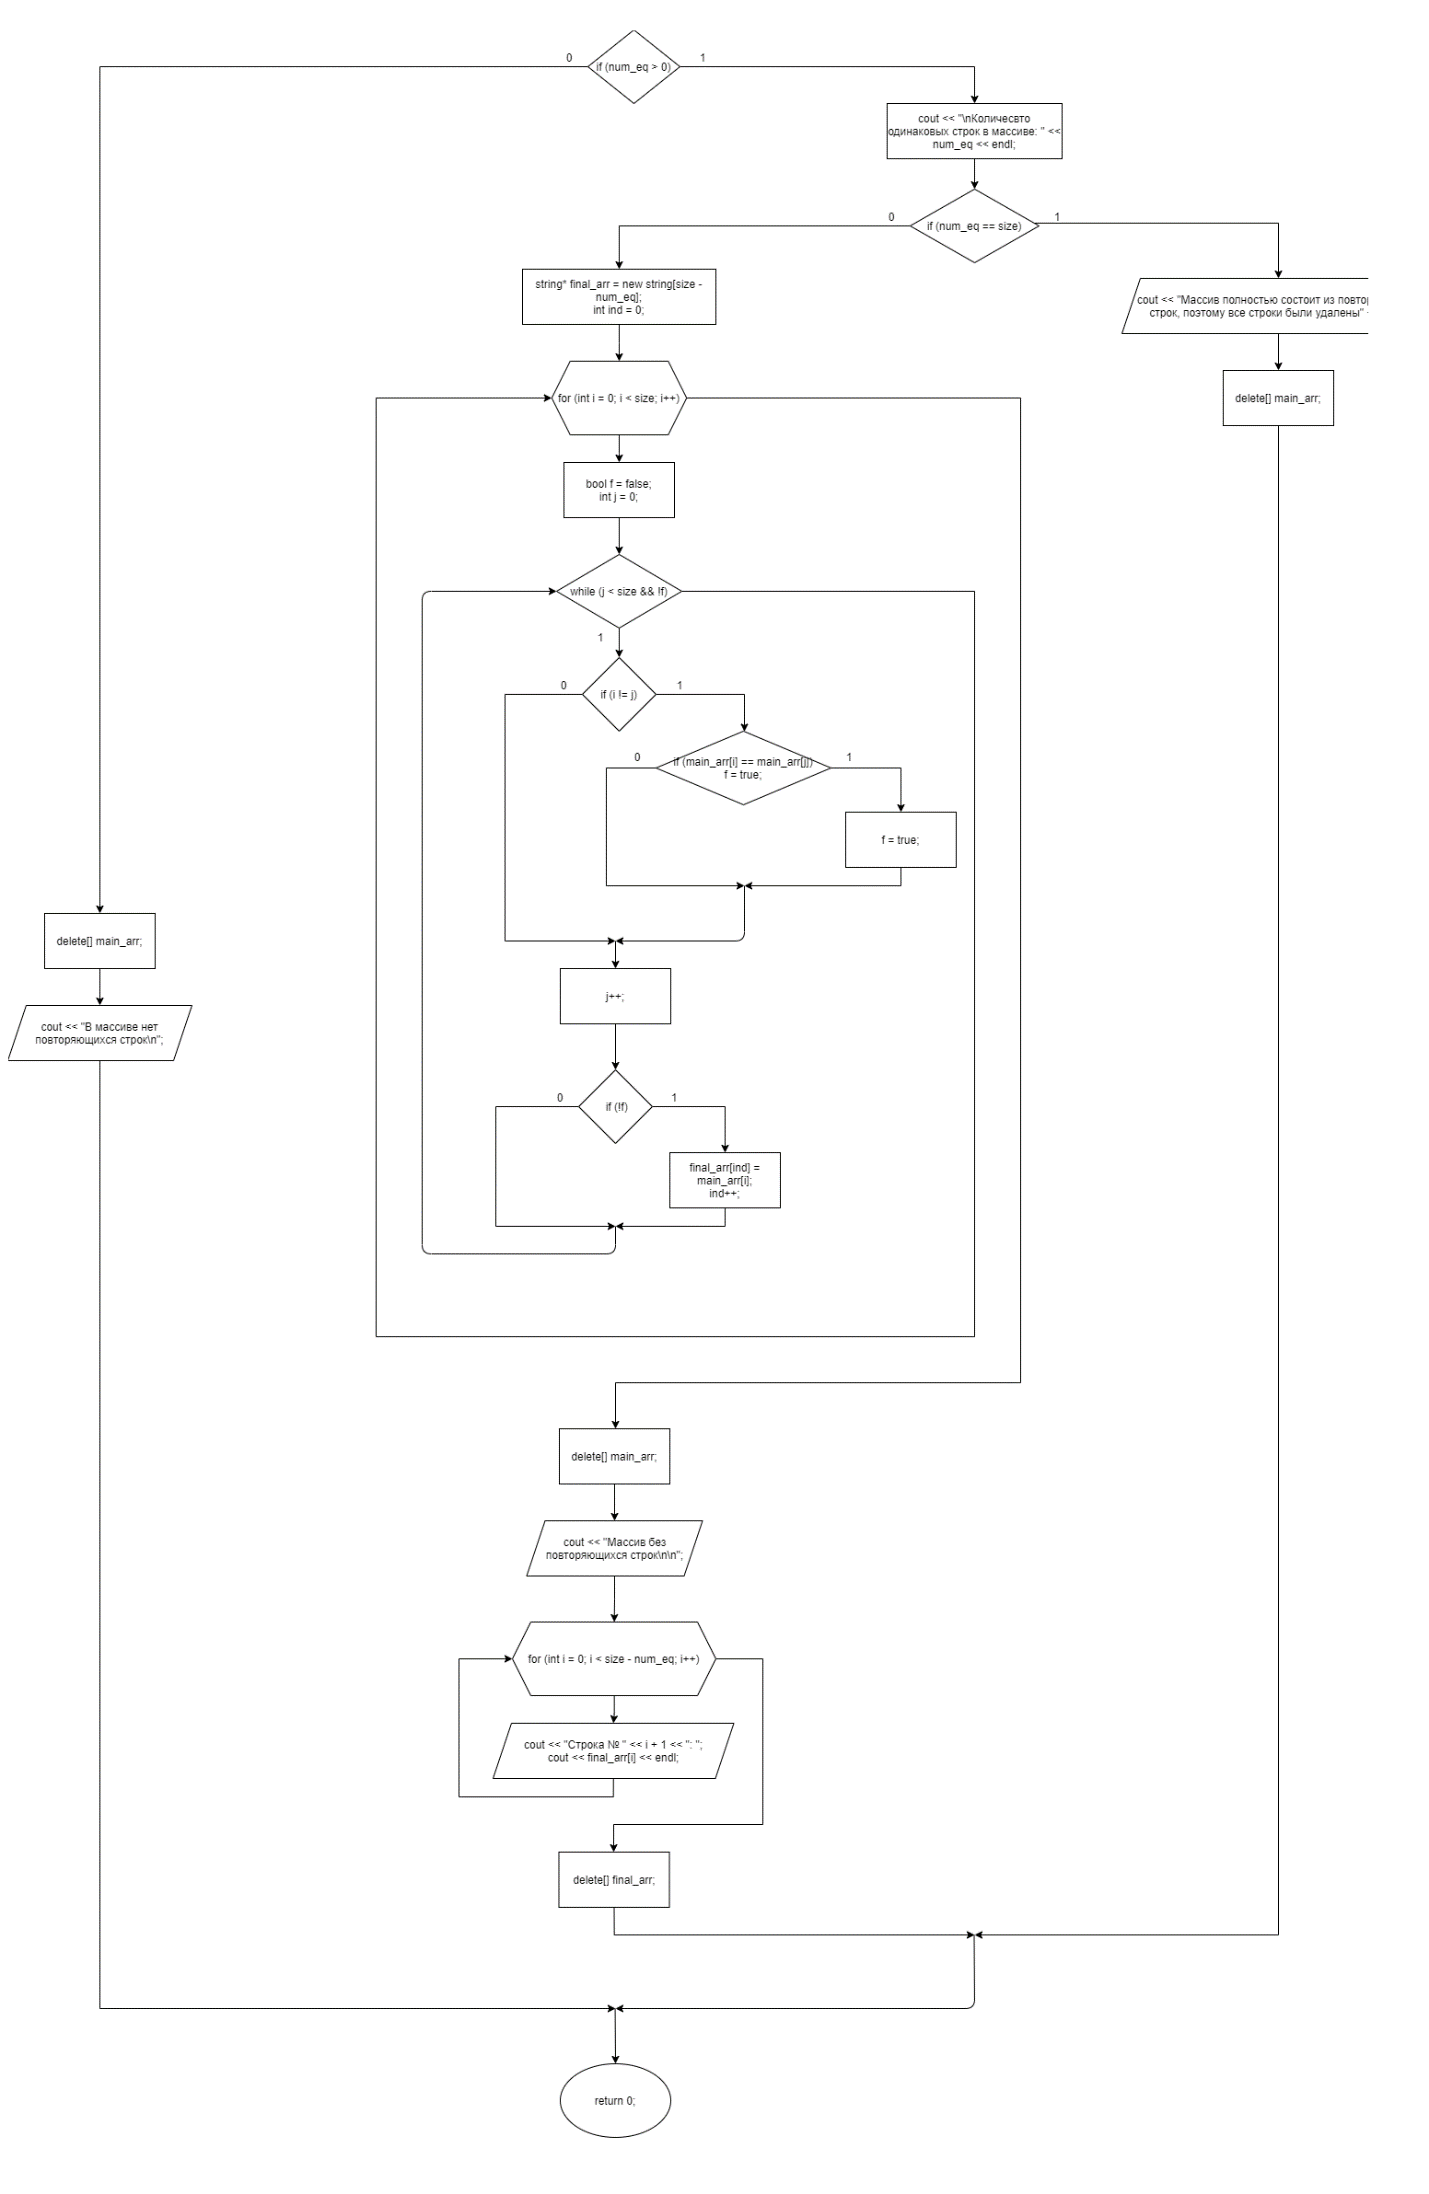 0
if (num_eq > 0)
1
cout << "\nКоличесвто
одинаковых строк в массиве: " <<
num_eq << endl;
0
if (num_eq == size)
1
string* final_arr = new string[size -
num_eq];
int ind = 0;
cout << "Массив полностью состоит из
строк, поэтому все строки были удалены"
for (int i = 0; i < size; i++)
delete[] main_arr;
bool f = false;
int j = 0;
while (j < size && !f)
1
0
if (i != j)
1
0
if (main_arr[i] == main_arr[j])
f = true;
1
f = true;
delete[] main_arr;
j++;
cout << "В массиве нет
повторяющихся строк\n";
0
if (!f)
1
final_arr[ind] =
main_arr[i];
ind++;
delete[] main_arr;
cout << "Массив без
повторяющихся строк\n\n";
for (int i = 0; i < size - num_eq; i++)
cout << "Строка № " << i + 1 << ": ";
cout << final_arr[i] << endl;
delete[] final_arr;
return 0;